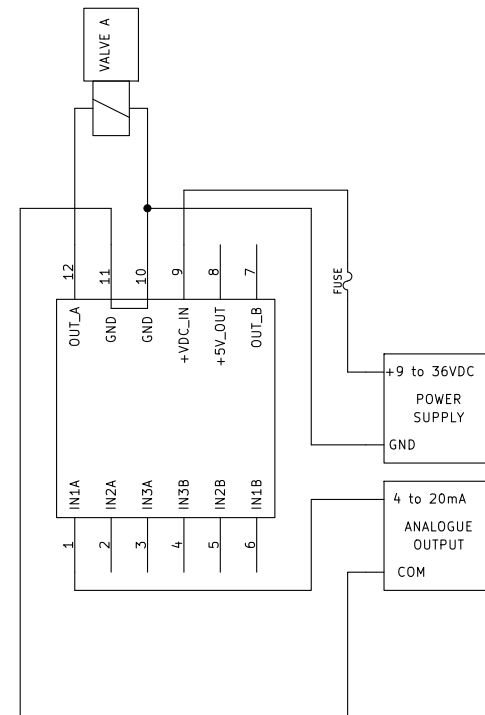 VALVE A
12
11
10
9
8
7
OUT_A
GND
GND
+VDC_IN
+5V_OUT
OUT_B
FUSE
+9 to 36VDC
POWER
SUPPLY
GND
IN1A
IN2A
IN3A
IN3B
IN2B
IN1B
1
2
3
4
5
6
4 to 20mA
ANALOGUE
OUTPUT
COM